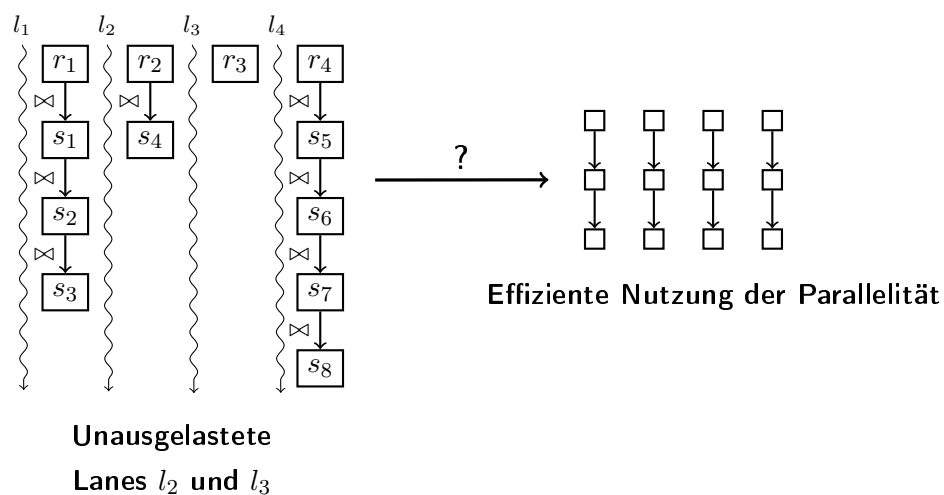 l₁ l₂ l₃ l₄
r₁ r₂ r₃ r₄
⋈ ⋈ ⋈
s₁ s₄ s₅
?
⋈ ⋈
s₂ s₆
⋈ ⋈
s₃ s₇
⋈
s₈
Effiziente Nutzung der Parallelität
Unausgelastete
Lanes l₂ und l₃